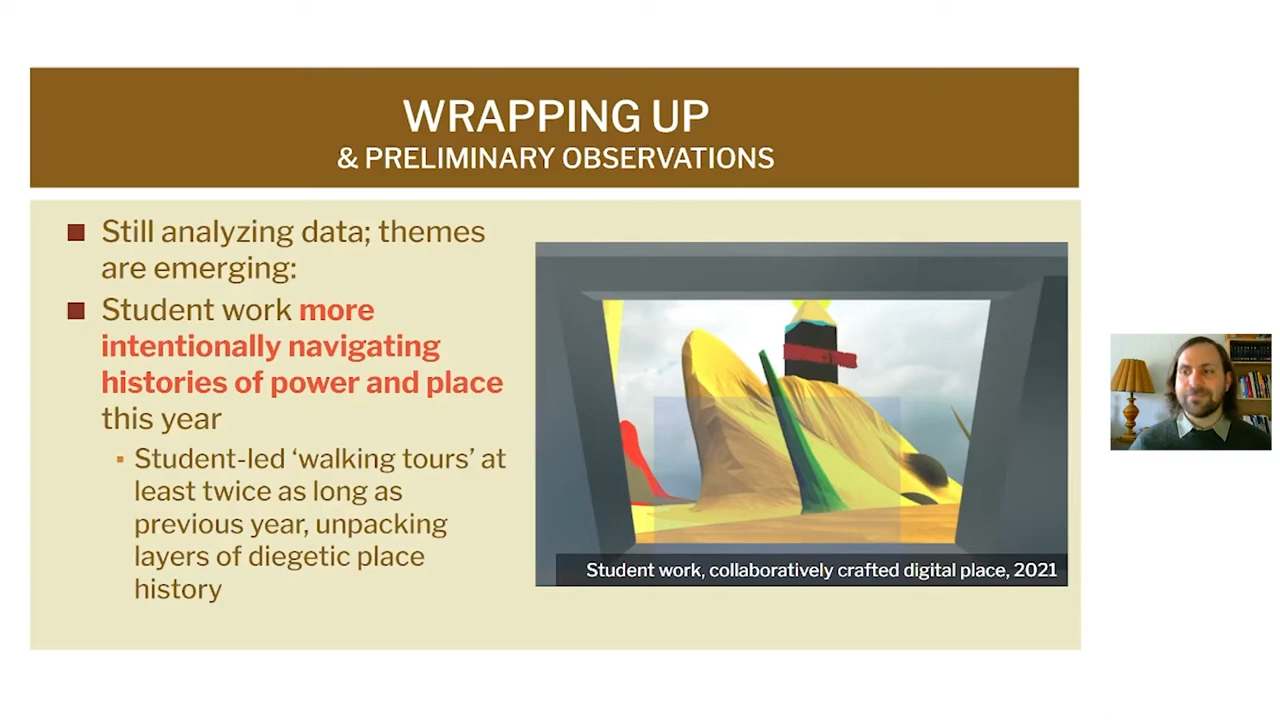 WRAPPING UP
& PRELIMINARY OBSERVATIONS
Still analyzing data; themes
are emerging:
Student work more
intentionally navigating
histories of power and place
this year
Student-led ‘walking tours’ at
least twice as long as
previous year, unpacking
layers of diegetic place
history
Student work, collaboratively crafted digital place, 2021